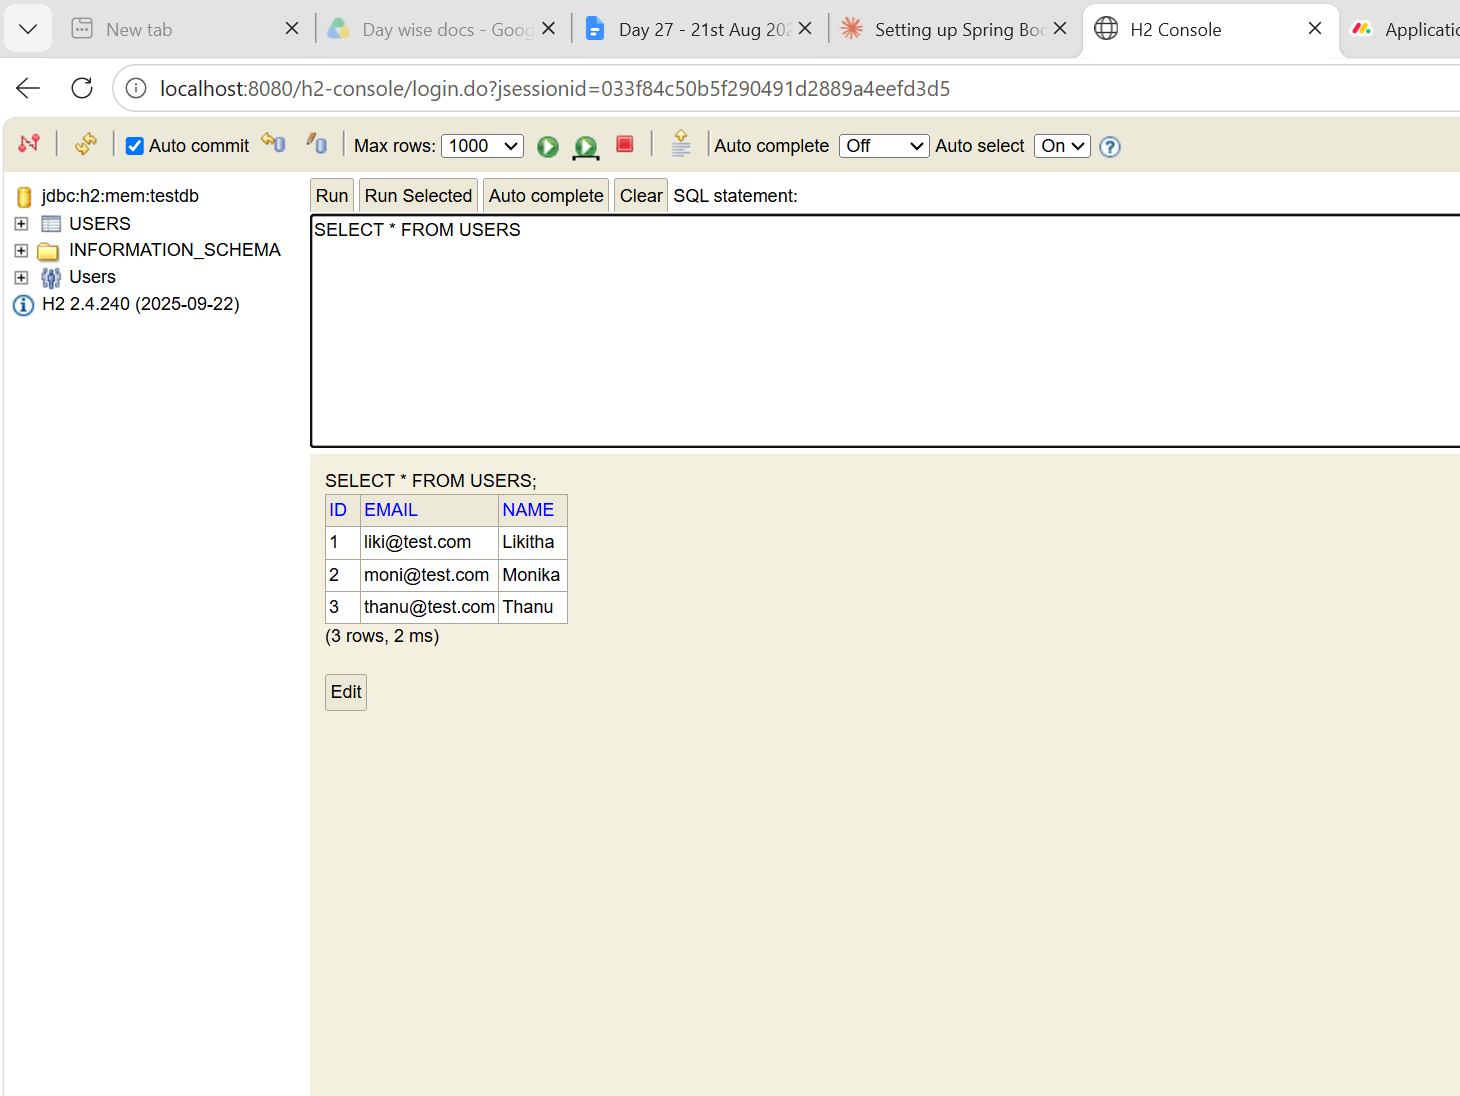 New tab
Day wise docs - Goog
Day 27 - 21st Aug 202
Setting up Spring Boo
H2 Console
Applicatio
localhost:8080/h2-console/login.do?jsessionid=033f84c50b5f290491d2889a4eefd3d5
Auto commit Max rows: 1000 Auto complete Off Auto select On
jdbc:h2:mem:testdb
USERS
INFORMATION_SCHEMA
Users
H2 2.4.240 (2025-09-22)
Run Run Selected Auto complete Clear SQL statement:
SELECT * FROM USERS
SELECT * FROM USERS;
ID EMAIL NAME
1 liki@test.com Likitha
2 moni@test.com Monika
3 thanu@test.com Thanu
(3 rows, 2 ms)
Edit